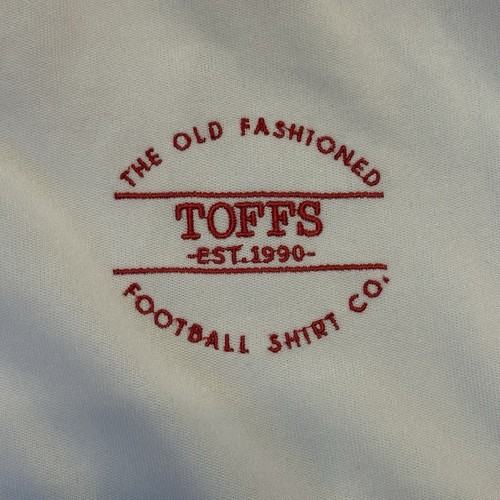 THE OLD FASHIONED
TOFFS
-EST.1990-
FOOTBALL SHIRT CO.